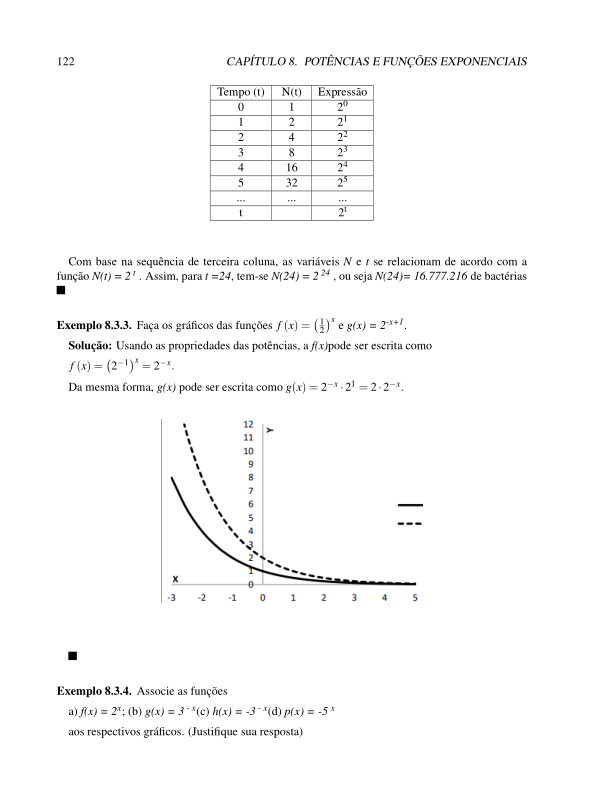 122 CAPÍTULO 8. POTÊNCIAS E FUNÇÕES EXPONENCIAIS
Tempo (t) N(t) Expressão
0 1 2^0
1 2 2^1
2 4 2^2
3 8 2^3
4 16 2^4
5 32 2^5
... ... ...
t 2^t
Com base na sequência de terceira coluna, as variáveis N e t se relacionam de acordo com a
função N(t) = 2^t . Assim, para t =24, tem-se N(24) = 2^24 , ou seja N(24)= 16.777.216 de bactérias
■
Exemplo 8.3.3. Faça os gráficos das funções f (x) = (1/2)^x e g(x) = 2^-x+1.
Solução: Usando as propriedades das potências, a f(x)pode ser escrita como
f (x) = (2^−1)^x = 2^−x.
Da mesma forma, g(x) pode ser escrita como g(x) = 2^−x · 2^1 = 2 · 2^−x.
12
11
10
9
8
7
6
5
4
3
2
1
0
Y
X
-3 -2 -1 0 1 2 3 4 5
■
Exemplo 8.3.4. Associe as funções
a) f(x) = 2^x; (b) g(x) = 3^- x(c) h(x) = -3^- x(d) p(x) = -5^x
aos respectivos gráficos. (Justifique sua resposta)